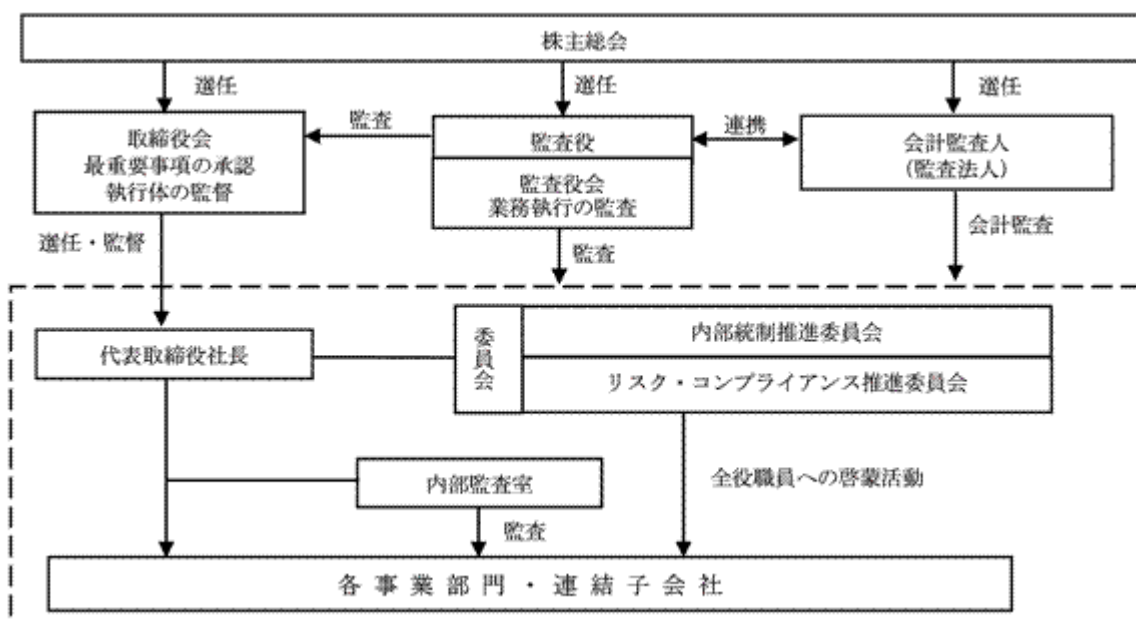 株主総会
選任
選任
選任
取締役会
最重要事項の承認
執行体の監督
監査
監査役
監査役会
業務執行の監査
連携
会計監査人
(監査法人)
選任・監督
監査
会計監査
代表取締役社長
委員会
内部統制推進委員会
リスク・コンプライアンス推進委員会
内部監査室
全役職員への啓蒙活動
監査
各事業部門・連結子会社